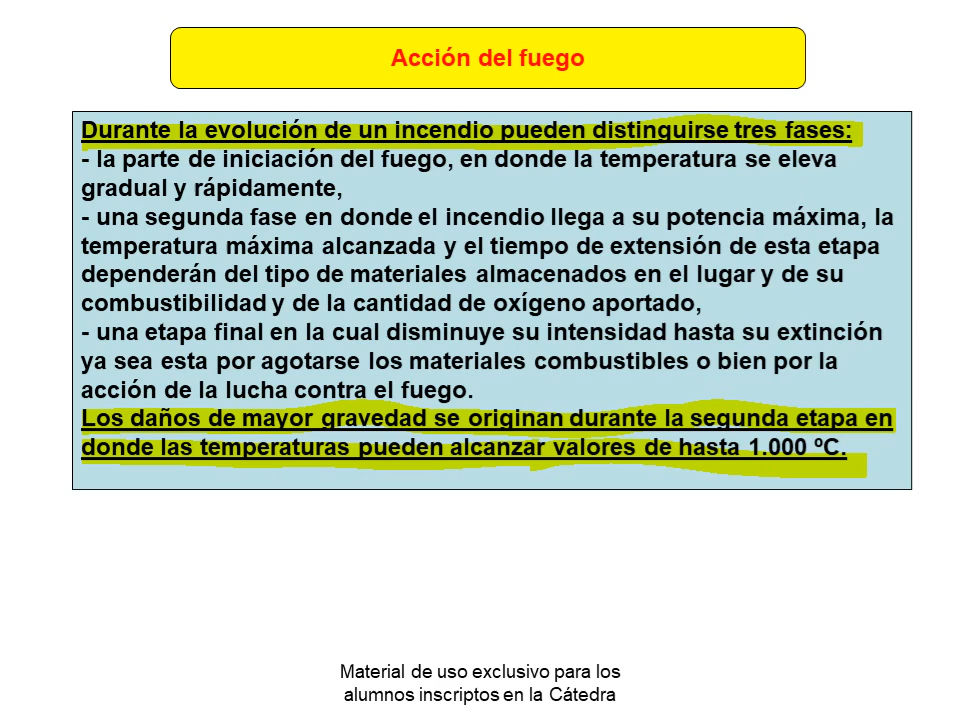 Acción del fuego
Durante la evolución de un incendio pueden distinguirse tres fases:
- la parte de iniciación del fuego, en donde la temperatura se eleva
gradual y rápidamente,
- una segunda fase en donde el incendio llega a su potencia máxima, la
temperatura máxima alcanzada y el tiempo de extensión de esta etapa
dependerán del tipo de materiales almacenados en el lugar y de su
combustibilidad y de la cantidad de oxígeno aportado,
- una etapa final en la cual disminuye su intensidad hasta su extinción
ya sea esta por agotarse los materiales combustibles o bien por la
acción de la lucha contra el fuego.
Los daños de mayor gravedad se originan durante la segunda etapa en
donde las temperaturas pueden alcanzar valores de hasta 1.000 ºC.
Material de uso exclusivo para los
alumnos inscriptos en la Cátedra